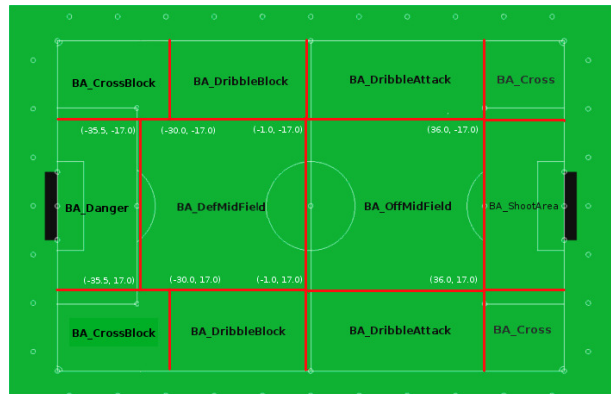 BA_CrossBlock BA_DribbleBlock BA_DribbleAttack BA_Cross
(-35.5, -17.0) (-30.0, -17.0) (-1.0, -17.0) (36.0, -17.0)
BA_Danger BA_DefMidField BA_OffMidField BA_ShootArea
(-35.5, 17.0) (-30.0, 17.0) (-1.0, 17.0) (36.0, 17.0)
BA_CrossBlock BA_DribbleBlock BA_DribbleAttack BA_Cross